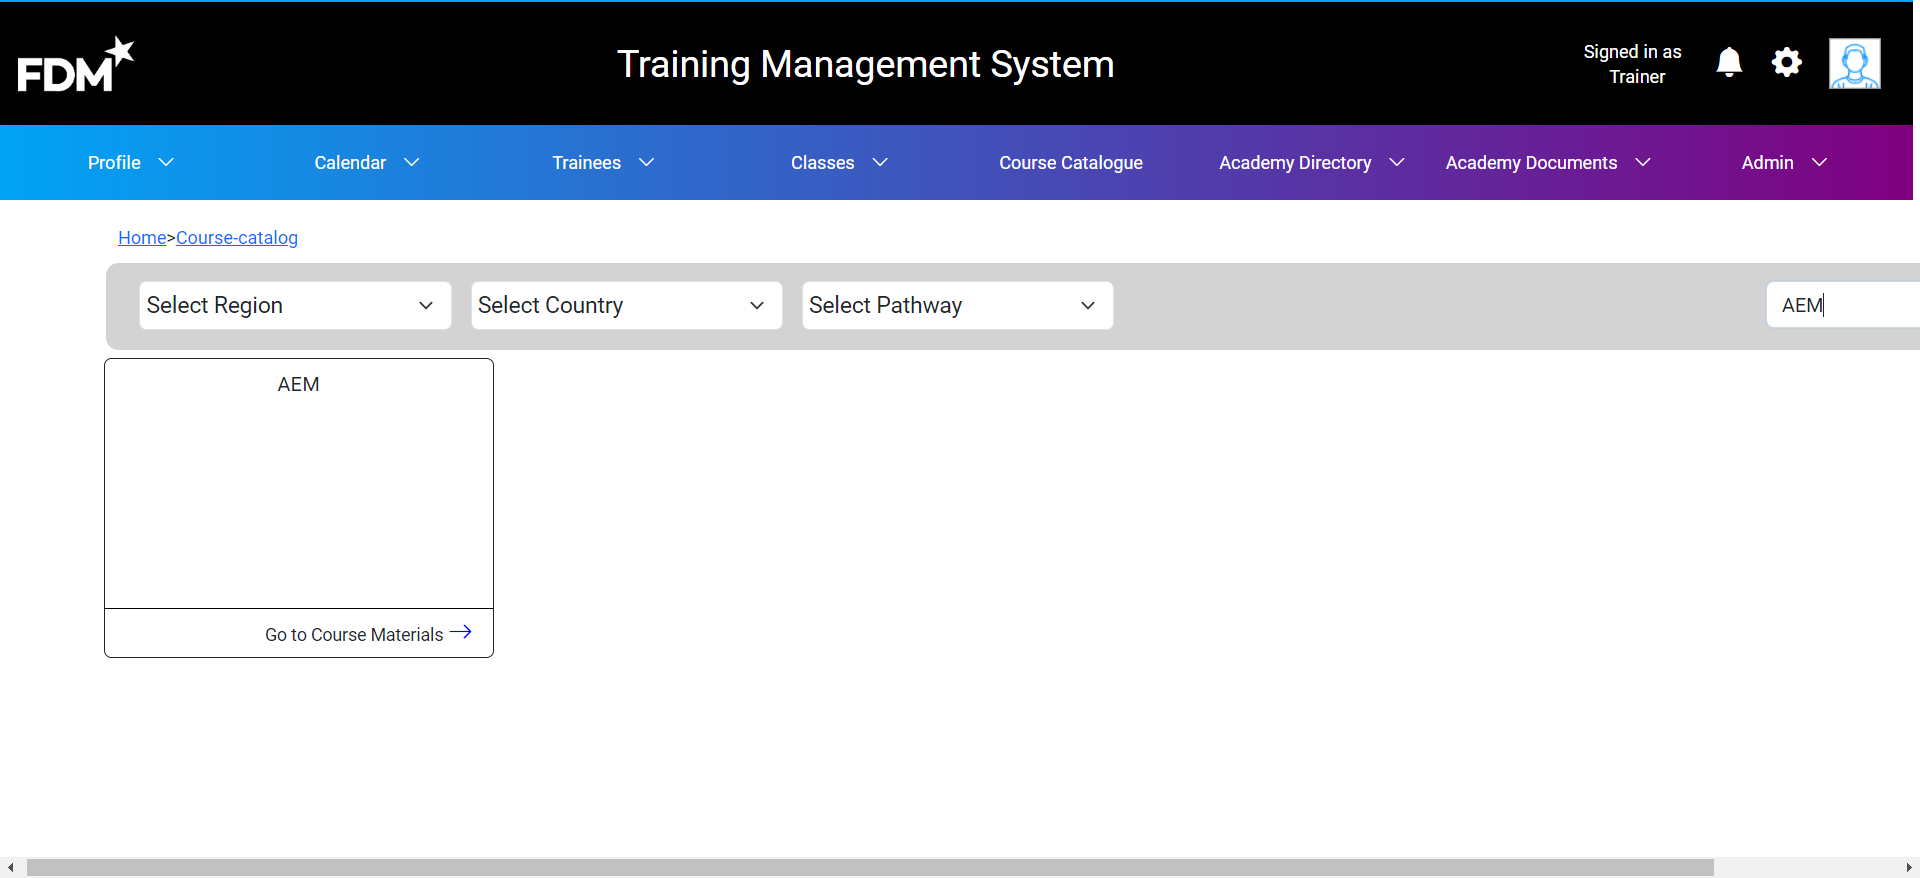 FDM
Training Management System
Signed in as
Trainer
Profile
Calendar
Trainees
Classes
Course Catalogue
Academy Directory
Academy Documents
Admin
Home>Course-catalog
Select Region
Select Country
Select Pathway
AEM
AEM
Go to Course Materials